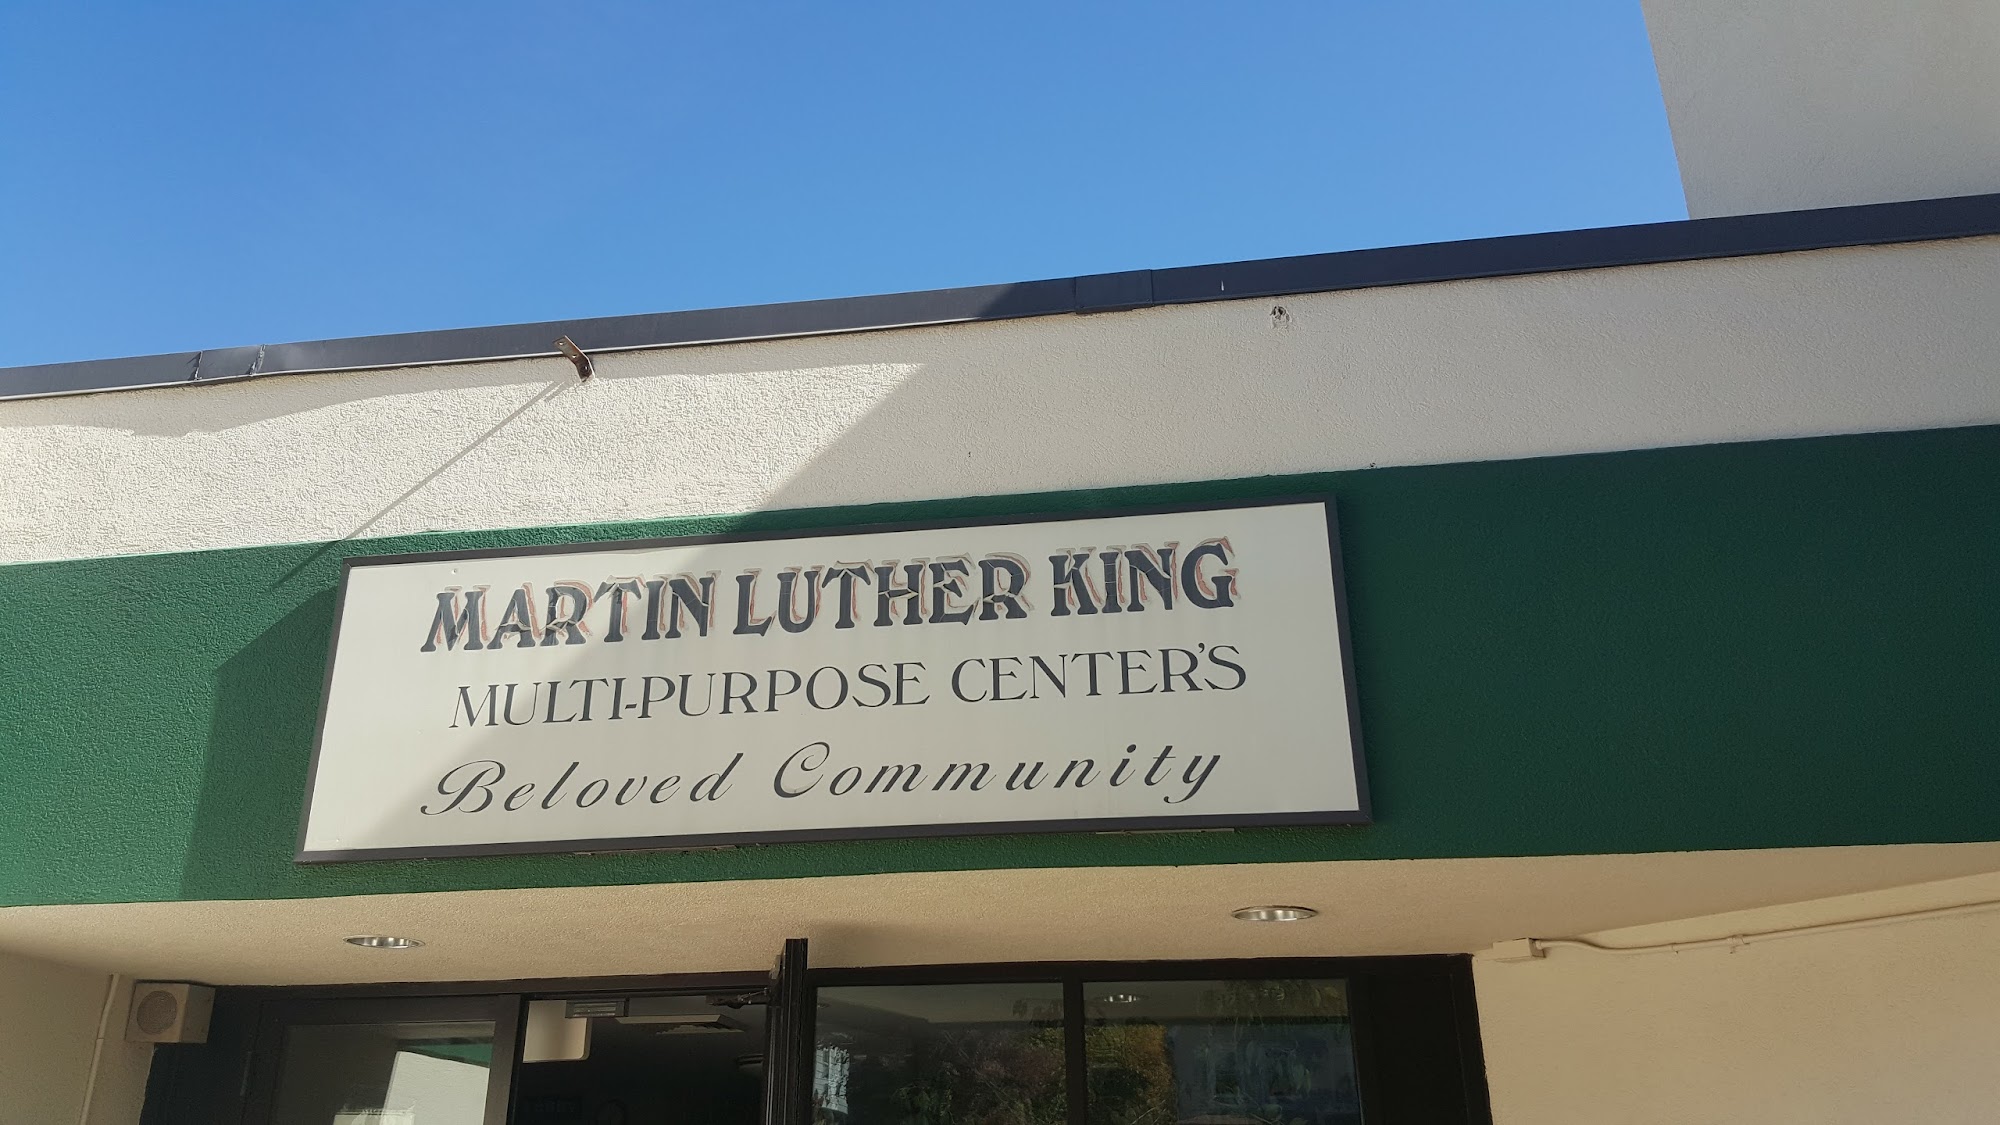 MARTIN LUTHER KING
MULTI-PURPOSE CENTER'S
Beloved Community